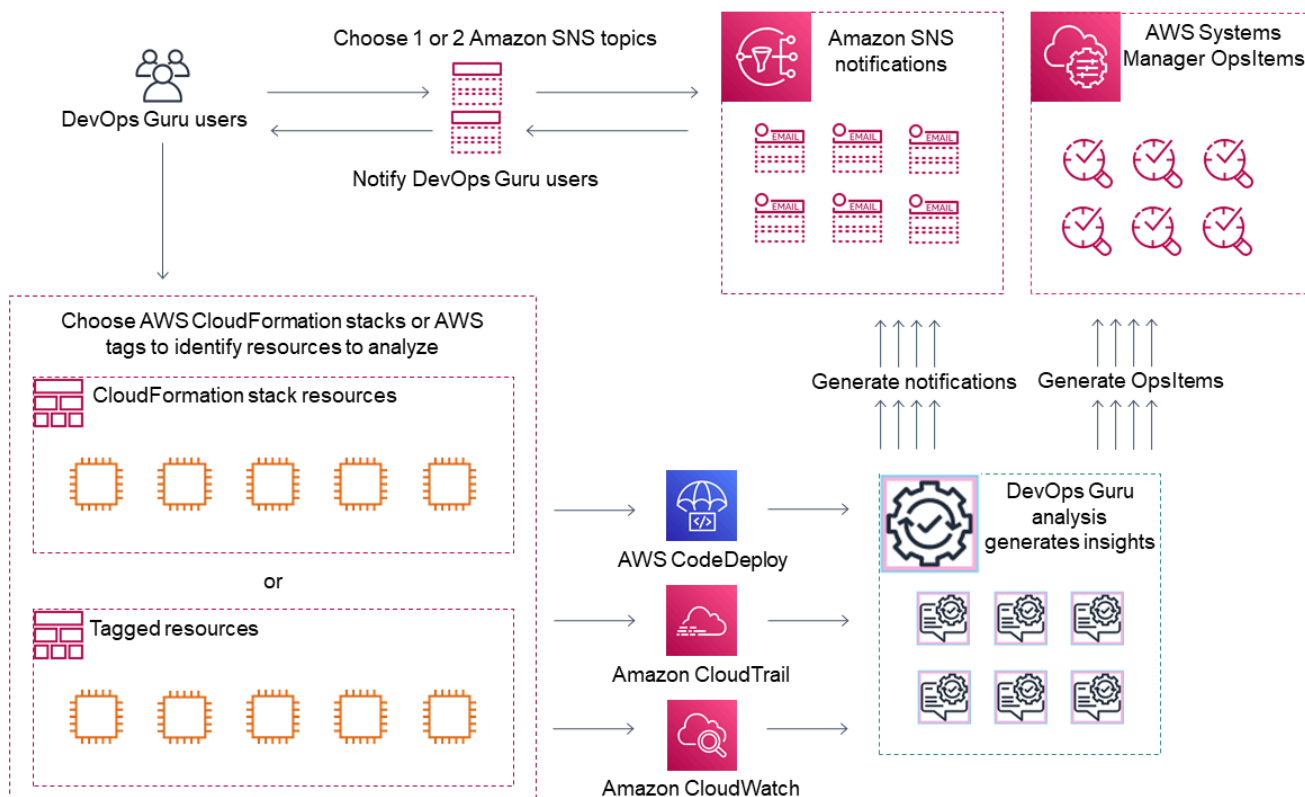 Choose 1 or 2 Amazon SNS topics
DevOps Guru users
Notify DevOps Guru users
Amazon SNS
notifications
EMAIL
EMAIL
EMAIL
EMAIL
EMAIL
EMAIL
AWS Systems
Manager OpsItems
Choose AWS CloudFormation stacks or AWS
tags to identify resources to analyze
CloudFormation stack resources
or
Tagged resources
AWS CodeDeploy
Amazon CloudTrail
Amazon CloudWatch
Generate notifications
Generate OpsItems
DevOps Guru
analysis
generates insights